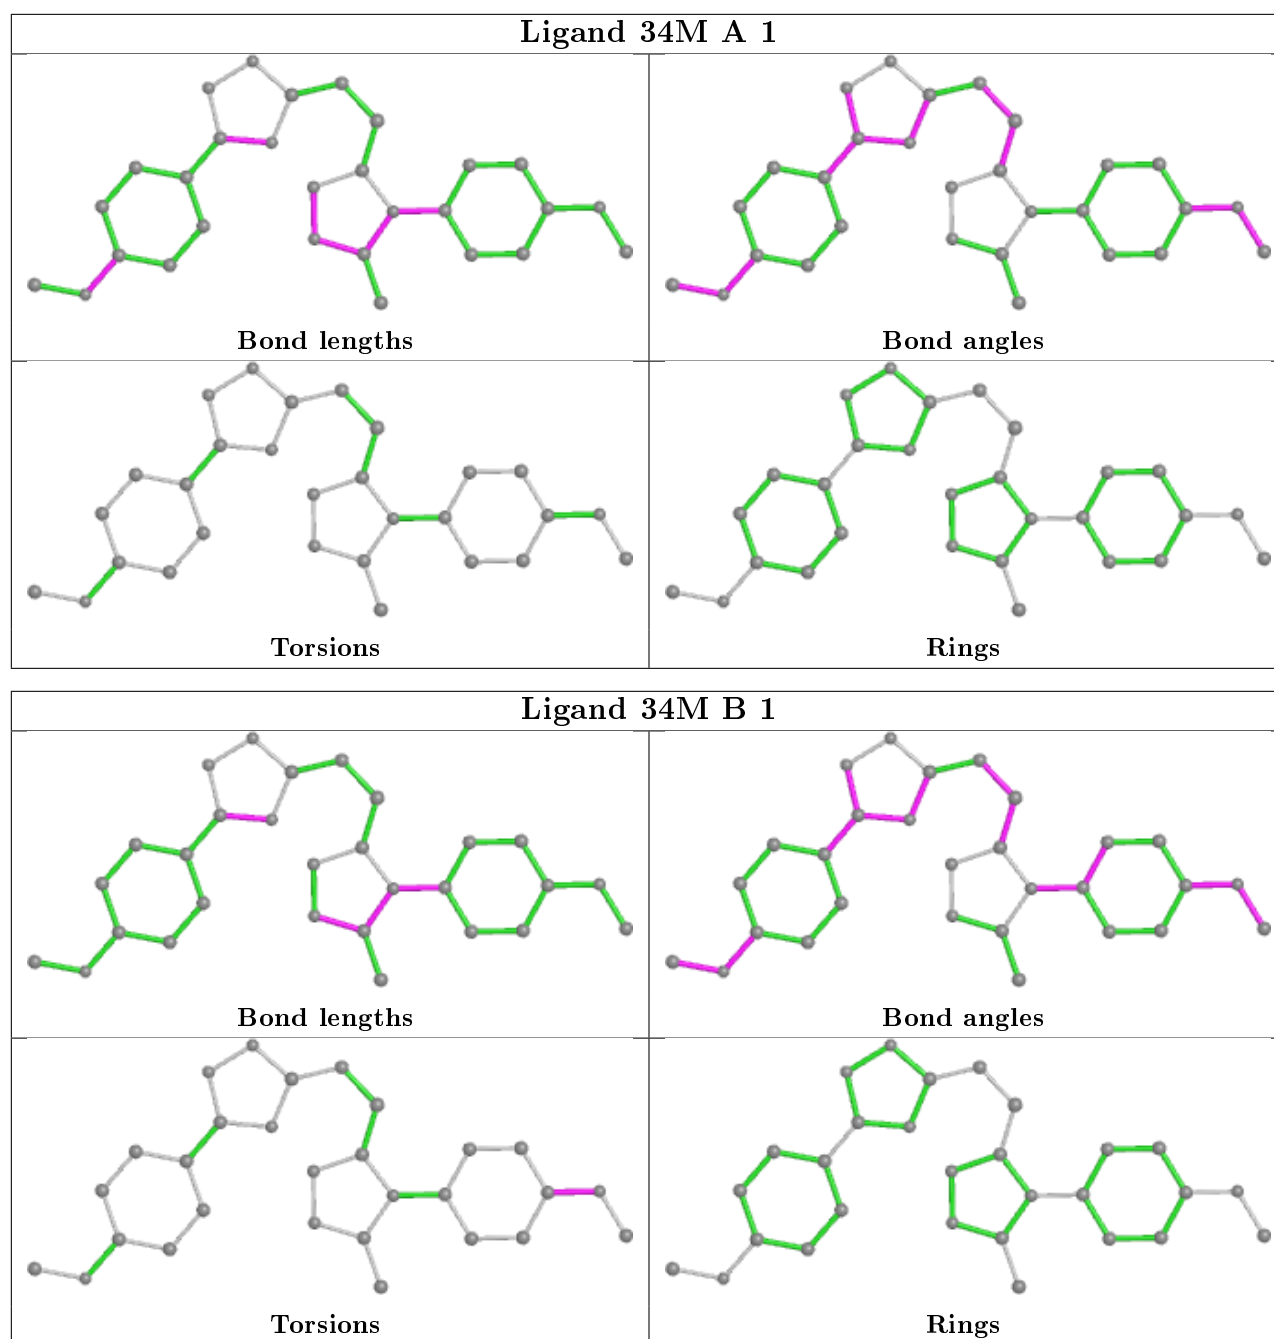 Ligand 34M A 1
Bond lengths
Bond angles
Torsions
Rings
Ligand 34M B 1
Bond lengths
Bond angles
Torsions
Rings